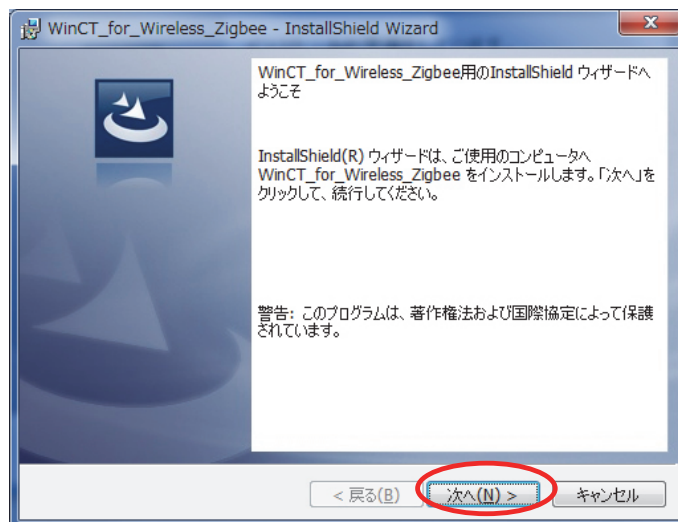 WinCT_for_Wireless_Zigbee - InstallShield Wizard
WinCT_for_Wireless_Zigbee用のInstallShield ウィザードへ
ようこそ
InstallShield(R) ウィザードは、ご使用のコンピュータへ
WinCT_for_Wireless_Zigbee をインストールします。「次へ」を
クリックして、続行してください。
警告: このプログラムは、著作権法および国際協定によって保護
されています。
< 戻る(B)
次へ(N) >
キャンセル